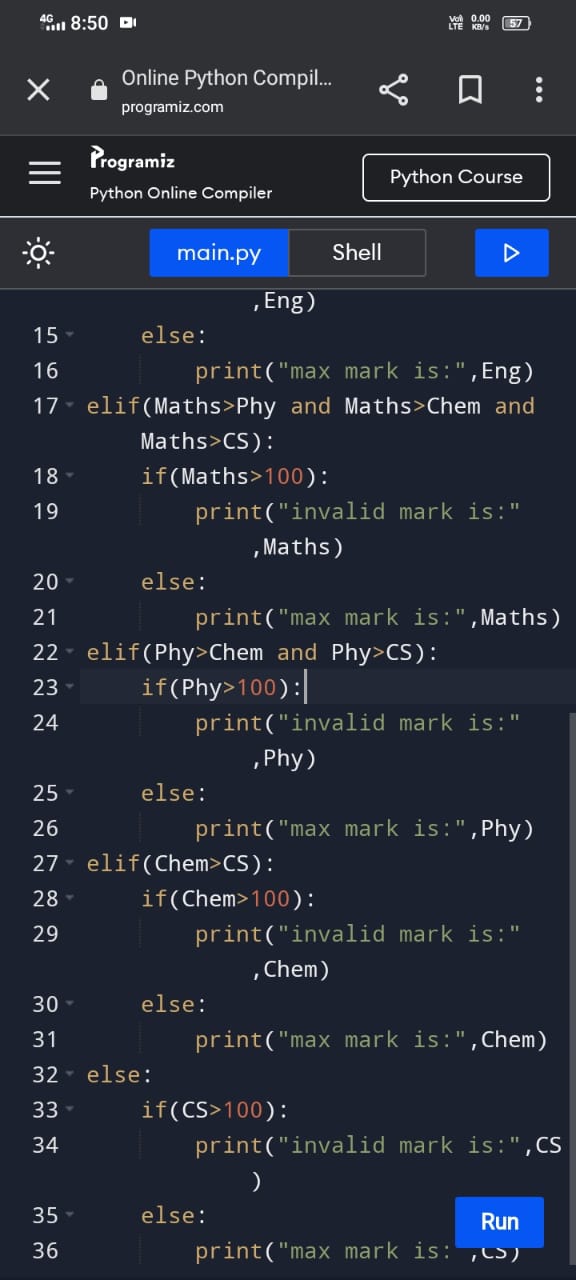 4G 8:50 Vo) LTE 0.00 KB/s 57
Online Python Compil...
programiz.com
Programiz
Python Online Compiler
Python Course
main.py
Shell
,Eng)
15 else:
16 print("max mark is:",Eng)
17 elif(Maths>Phy and Maths>Chem and
Maths>CS):
18 if(Maths>100):
19 print("invalid mark is:"
,Maths)
20 else:
21 print("max mark is:",Maths)
22 elif(Phy>Chem and Phy>CS):
23 if(Phy>100):
24 print("invalid mark is:"
,Phy)
25 else:
26 print("max mark is:",Phy)
27 elif(Chem>CS):
28 if(Chem>100):
29 print("invalid mark is:"
,Chem)
30 else:
31 print("max mark is:",Chem)
32 else:
33 if(CS>100):
34 print("invalid mark is:",CS
)
35 else:
Run
36 print("max mark is:",CS)